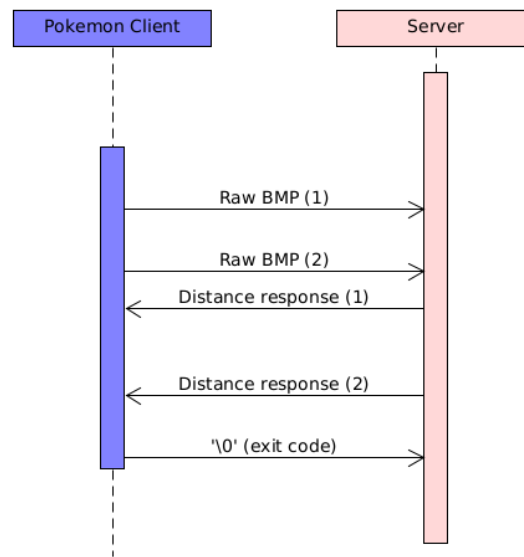 Pokemon Client
Server
Raw BMP (1)
Raw BMP (2)
Distance response (1)
Distance response (2)
'\0' (exit code)